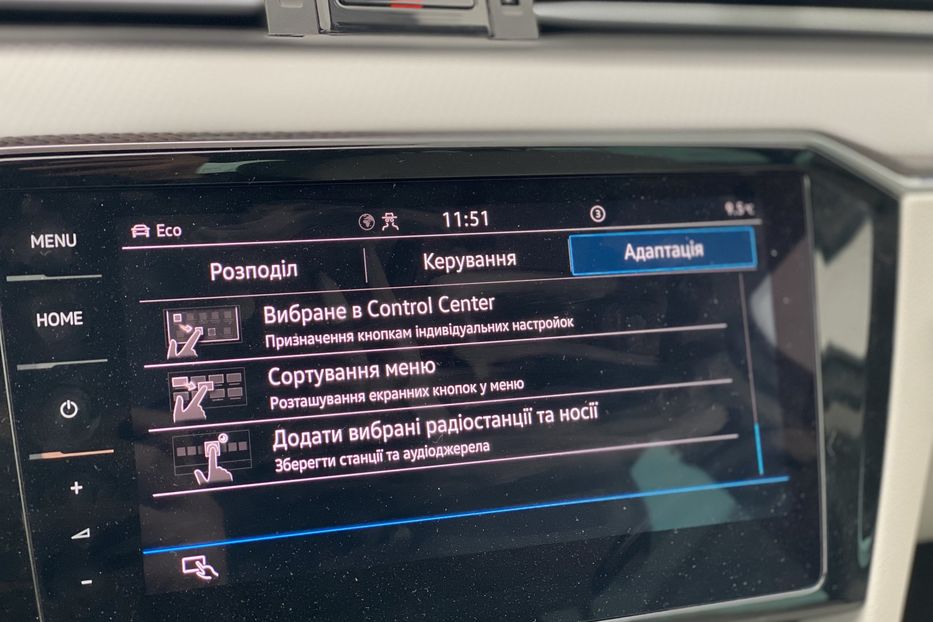 MENU
HOME
Eco
11:51
3
9.5°C
Розподіл
Керування
Адаптація
Вибране в Control Center
Призначення кнопкам індивідуальних настройок
Сортування меню
Розташування екранних кнопок у меню
Додати вибрані радіостанції та носії
Зберегти станції та аудіоджерела
+
-